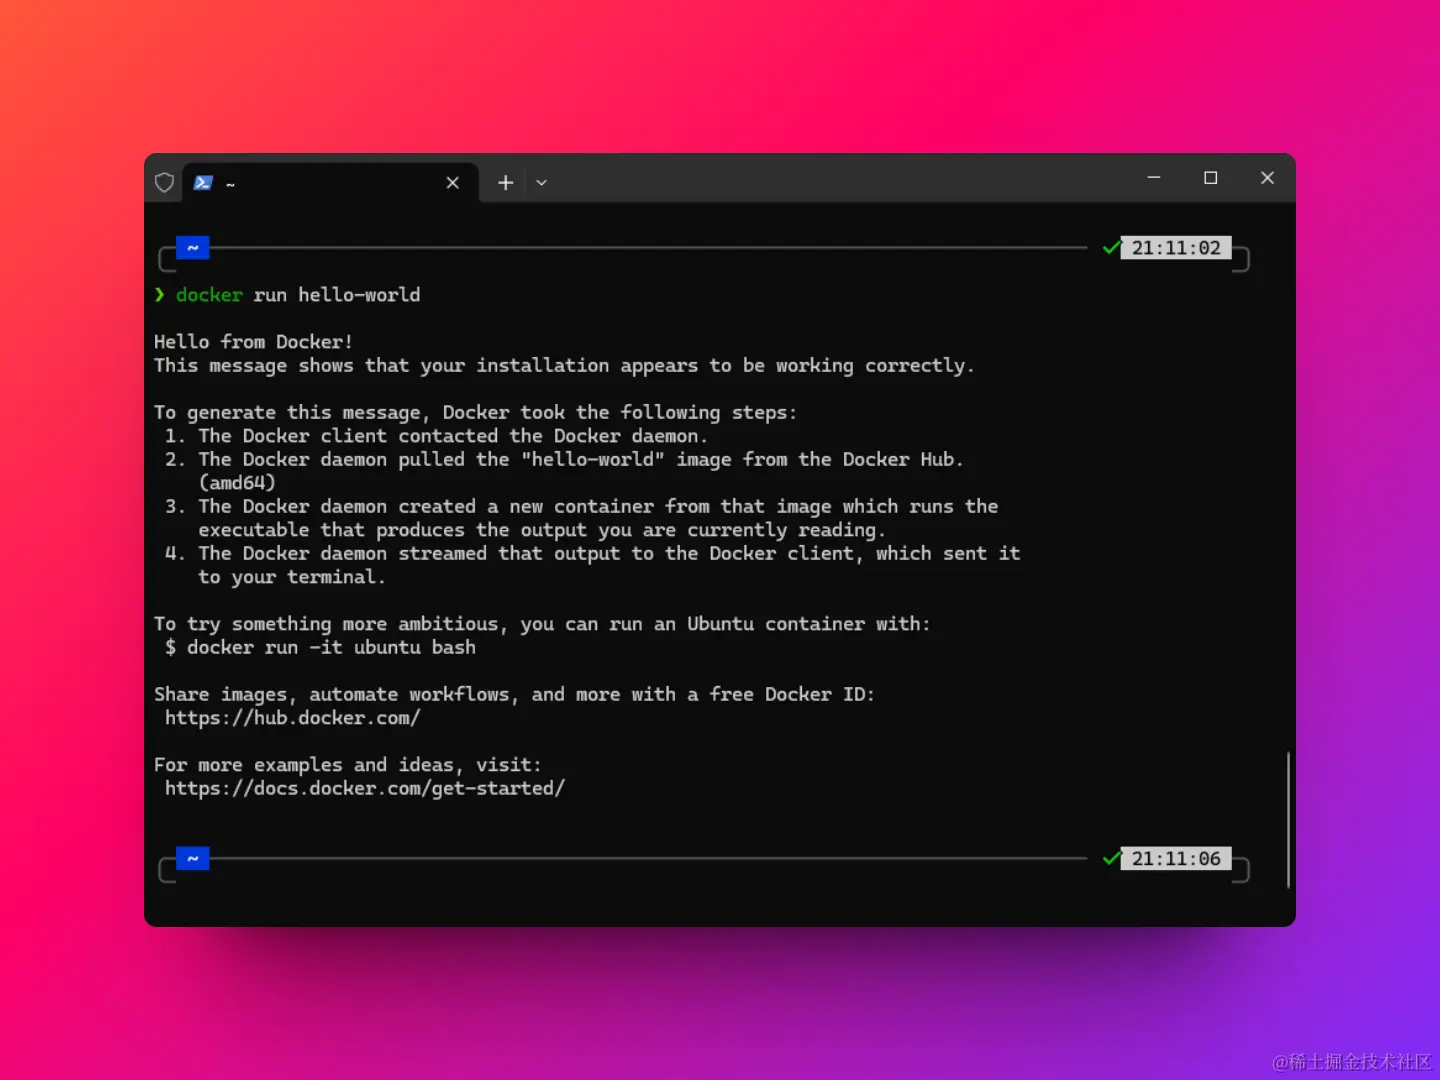 ~
~ ✓ 21:11:02
❯ docker run hello-world
Hello from Docker!
This message shows that your installation appears to be working correctly.
To generate this message, Docker took the following steps:
1. The Docker client contacted the Docker daemon.
2. The Docker daemon pulled the "hello-world" image from the Docker Hub.
(amd64)
3. The Docker daemon created a new container from that image which runs the
executable that produces the output you are currently reading.
4. The Docker daemon streamed that output to the Docker client, which sent it
to your terminal.
To try something more ambitious, you can run an Ubuntu container with:
$ docker run -it ubuntu bash
Share images, automate workflows, and more with a free Docker ID:
https://hub.docker.com/
For more examples and ideas, visit:
https://docs.docker.com/get-started/
~ ✓ 21:11:06
@稀土掘金技术社区